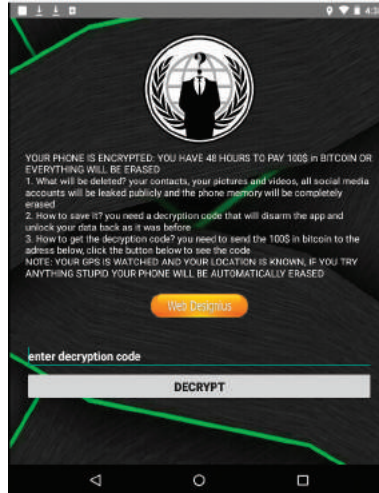 4:3
YOUR PHONE IS ENCRYPTED: YOU HAVE 48 HOURS TO PAY 100$ in BITCOIN OR
EVERYTHING WILL BE ERASED
1. What will be deleted? your contacts, your pictures and videos, all social media
accounts will be leaked publicly and the phone memory will be completely
erased
2. How to save it? you need a decryption code that will disarm the app and
unlock your data back as it was before
3. How to get the decryption code? you need to send the 100$ in bitcoin to the
adress below, click the button below to see the code
NOTE: YOUR GPS IS WATCHED AND YOUR LOCATION IS KNOWN, IF YOU TRY
ANYTHING STUPID YOUR PHONE WILL BE AUTOMATICALLY ERASED
Web Designius
enter decryption code
DECRYPT